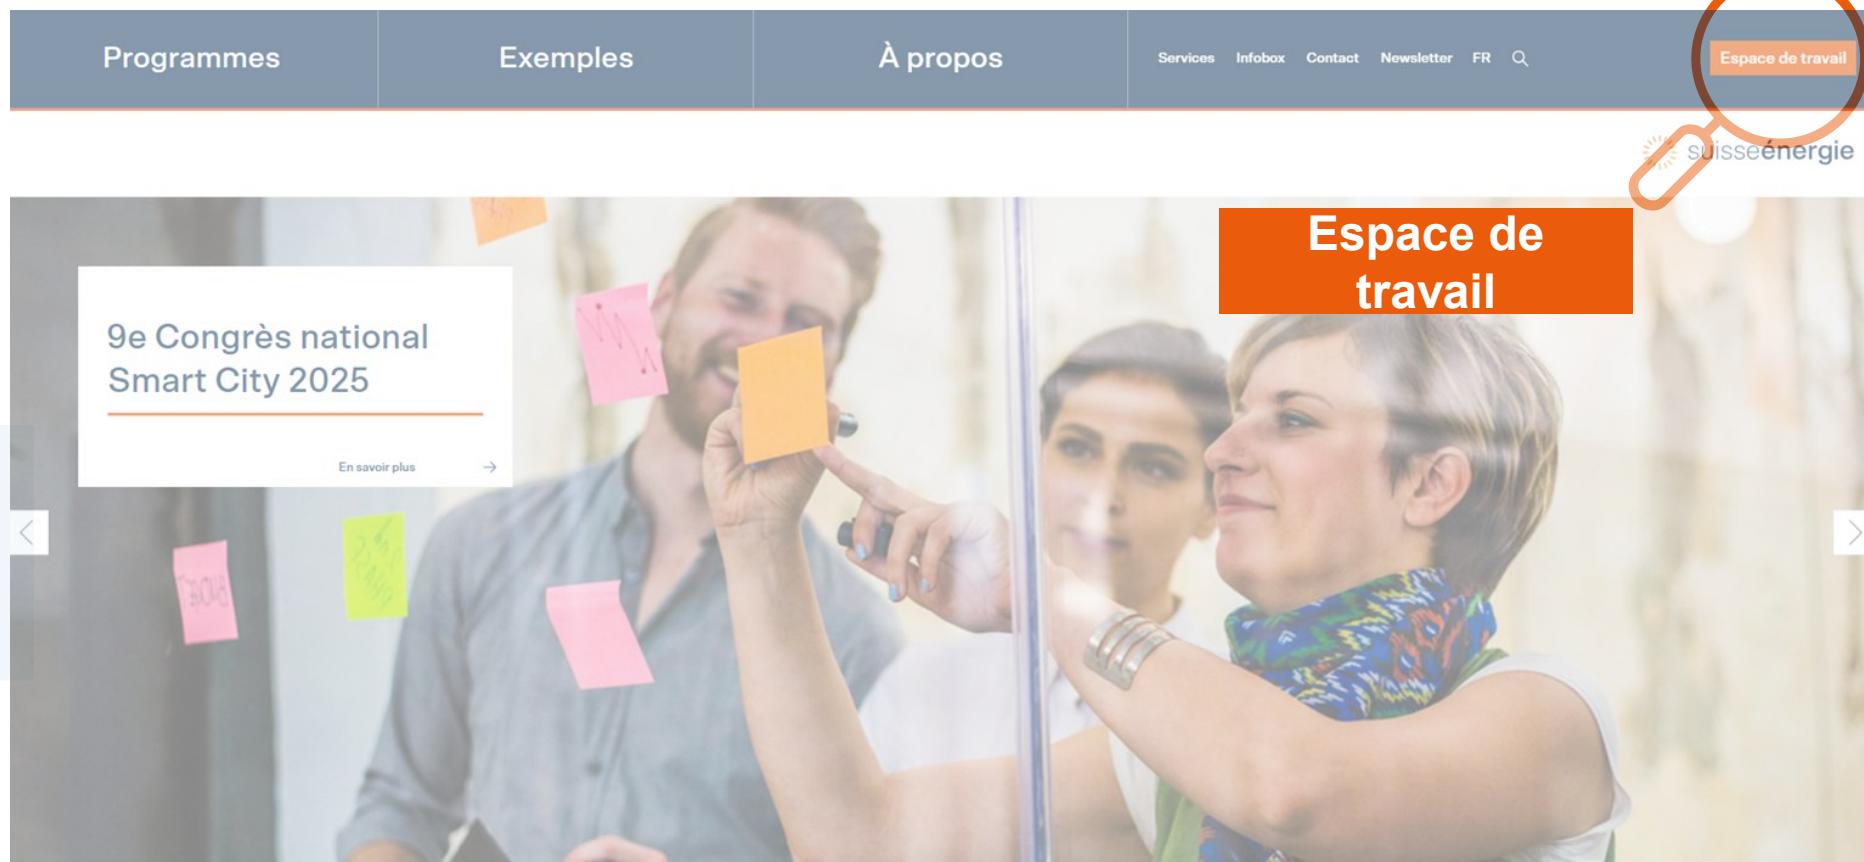 Programmes
Exemples
À propos
Services
Infobox
Contact
Newsletter
FR
Espace de travail
suisseénergie
Espace de
travail
9e Congrès national
Smart City 2025
En savoir plus